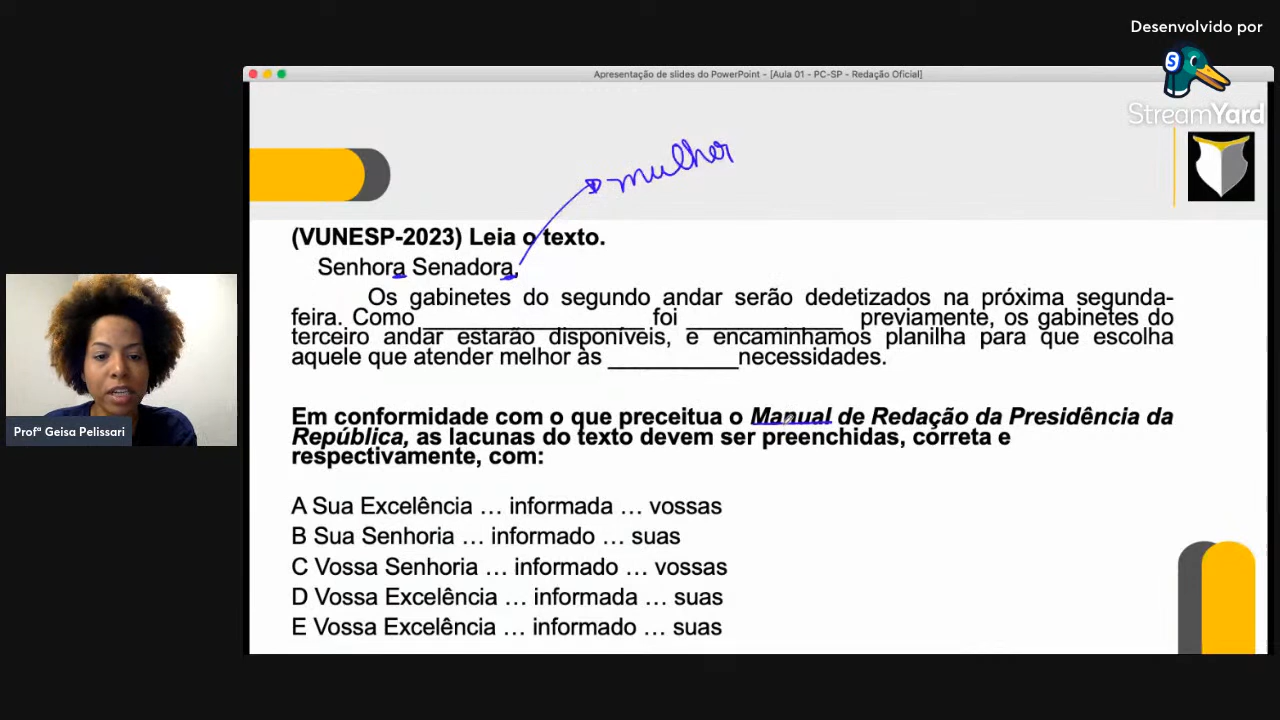 Desenvolvido por
StreamYard
Apresentação de slides do PowerPoint - [Aula 01 - PC-SP - Redação Oficial]
mulher
(VUNESP-2023) Leia o texto.
Senhora Senadora,
Os gabinetes do segundo andar serão dedetizados na próxima segunda-
feira. Como _________________ foi _____________ previamente, os gabinetes do
terceiro andar estarão disponíveis, e encaminhamos planilha para que escolha
aquele que atender melhor às ___________necessidades.
Em conformidade com o que preceitua o Manual de Redação da Presidência da
República, as lacunas do texto devem ser preenchidas, correta e
respectivamente, com:
A Sua Excelência … informada … vossas
B Sua Senhoria … informado … suas
C Vossa Senhoria … informado … vossas
D Vossa Excelência … informada … suas
E Vossa Excelência … informado … suas
Profª Geisa Pelissari